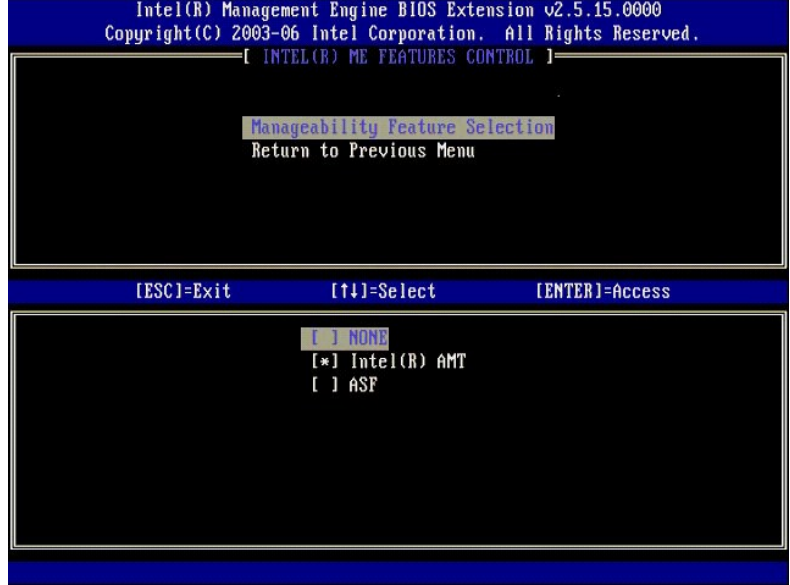 Intel(R) Management Engine BIOS Extension v2.5.15.0000
Copyright(C) 2003-06 Intel Corporation. All Rights Reserved.
[ INTEL(R) ME FEATURES CONTROL ]
Manageability Feature Selection
Return to Previous Menu
[ESC]=Exit [↑↓]=Select [ENTER]=Access
[ ] NONE
[*] Intel(R) AMT
[ ] ASF